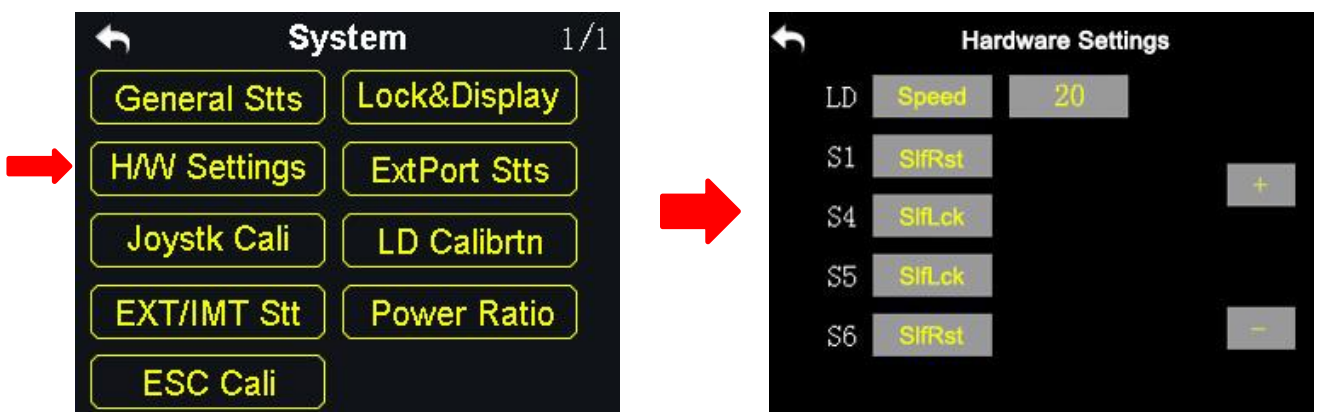 System 1/1
General Stts Lock&Display
H/W Settings ExtPort Stts
Joystk Cali LD Calibrtn
EXT/IMT Stt Power Ratio
ESC Cali
Hardware Settings
LD Speed 20
S1 SlfRst
+
S4 SlfLck
S5 SlfLck
S6 SlfRst −